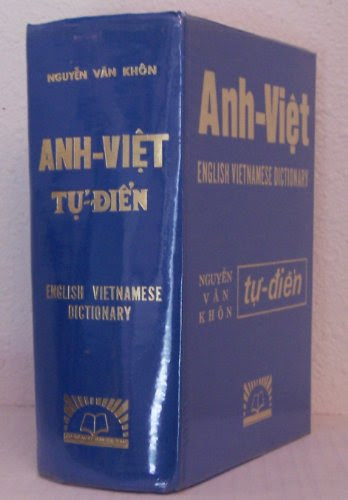 NGUYỄN VĂN KHÔN
ANH-VIỆT
TỰ-ĐIỂN
ENGLISH VIETNAMESE
DICTIONARY
Anh-Việt
ENGLISH VIETNAMESE DICTIONARY
NGUYỄN
VĂN
KHÔN
tự-điển